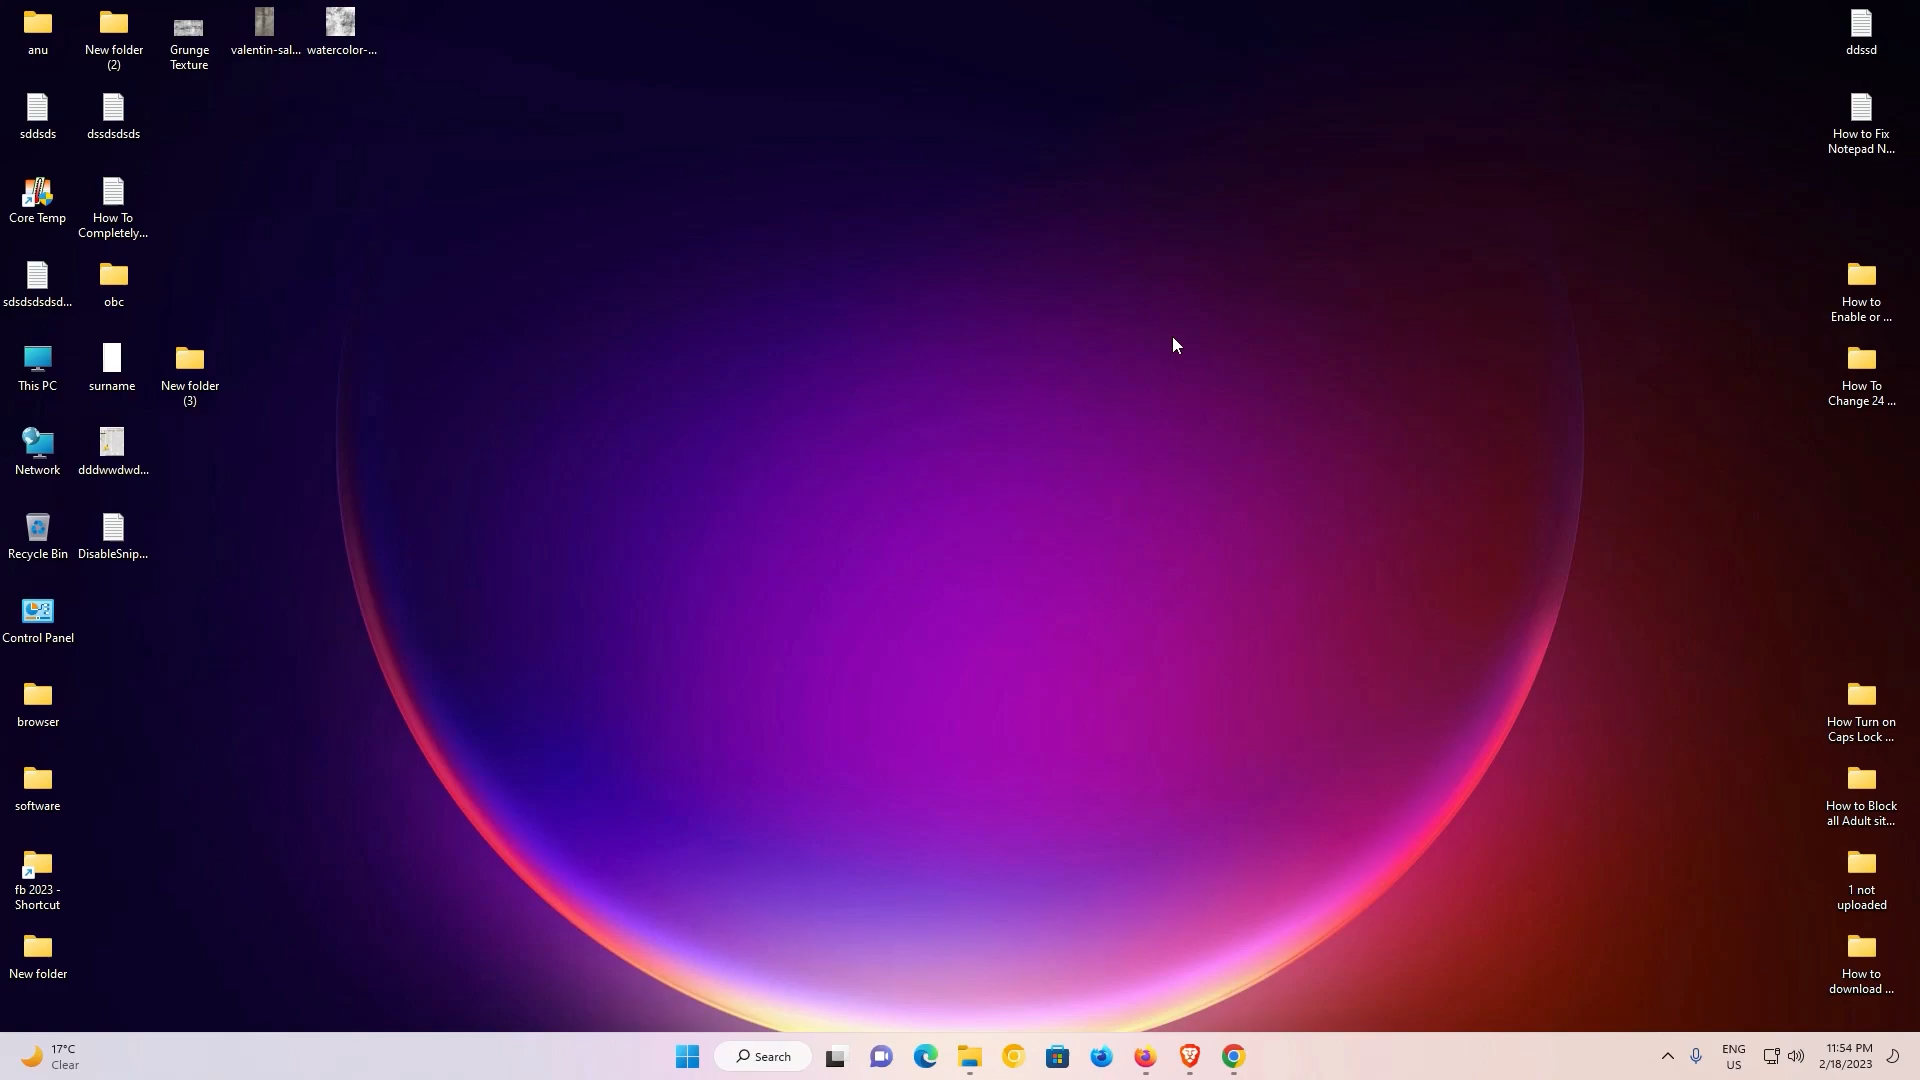 anu
New folder
(2)
Grunge
Texture
valentin-sal...
watercolor-...
ddssd
sddsds
dssdsdsds
How to Fix
Notepad N...
Core Temp
How To
Completely...
sdsdsdsdsd...
obc
How to
Enable or ...
This PC
surname
New folder
(3)
How To
Change 24 ...
Network
dddwwdwd...
Recycle Bin
DisableSnip...
Control Panel
browser
How Turn on
Caps Lock ...
software
How to Block
all Adult sit...
fb 2023 -
Shortcut
1 not
uploaded
New folder
How to
download ...
17°C
Clear
Search
ENG
US
11:54 PM
2/18/2023